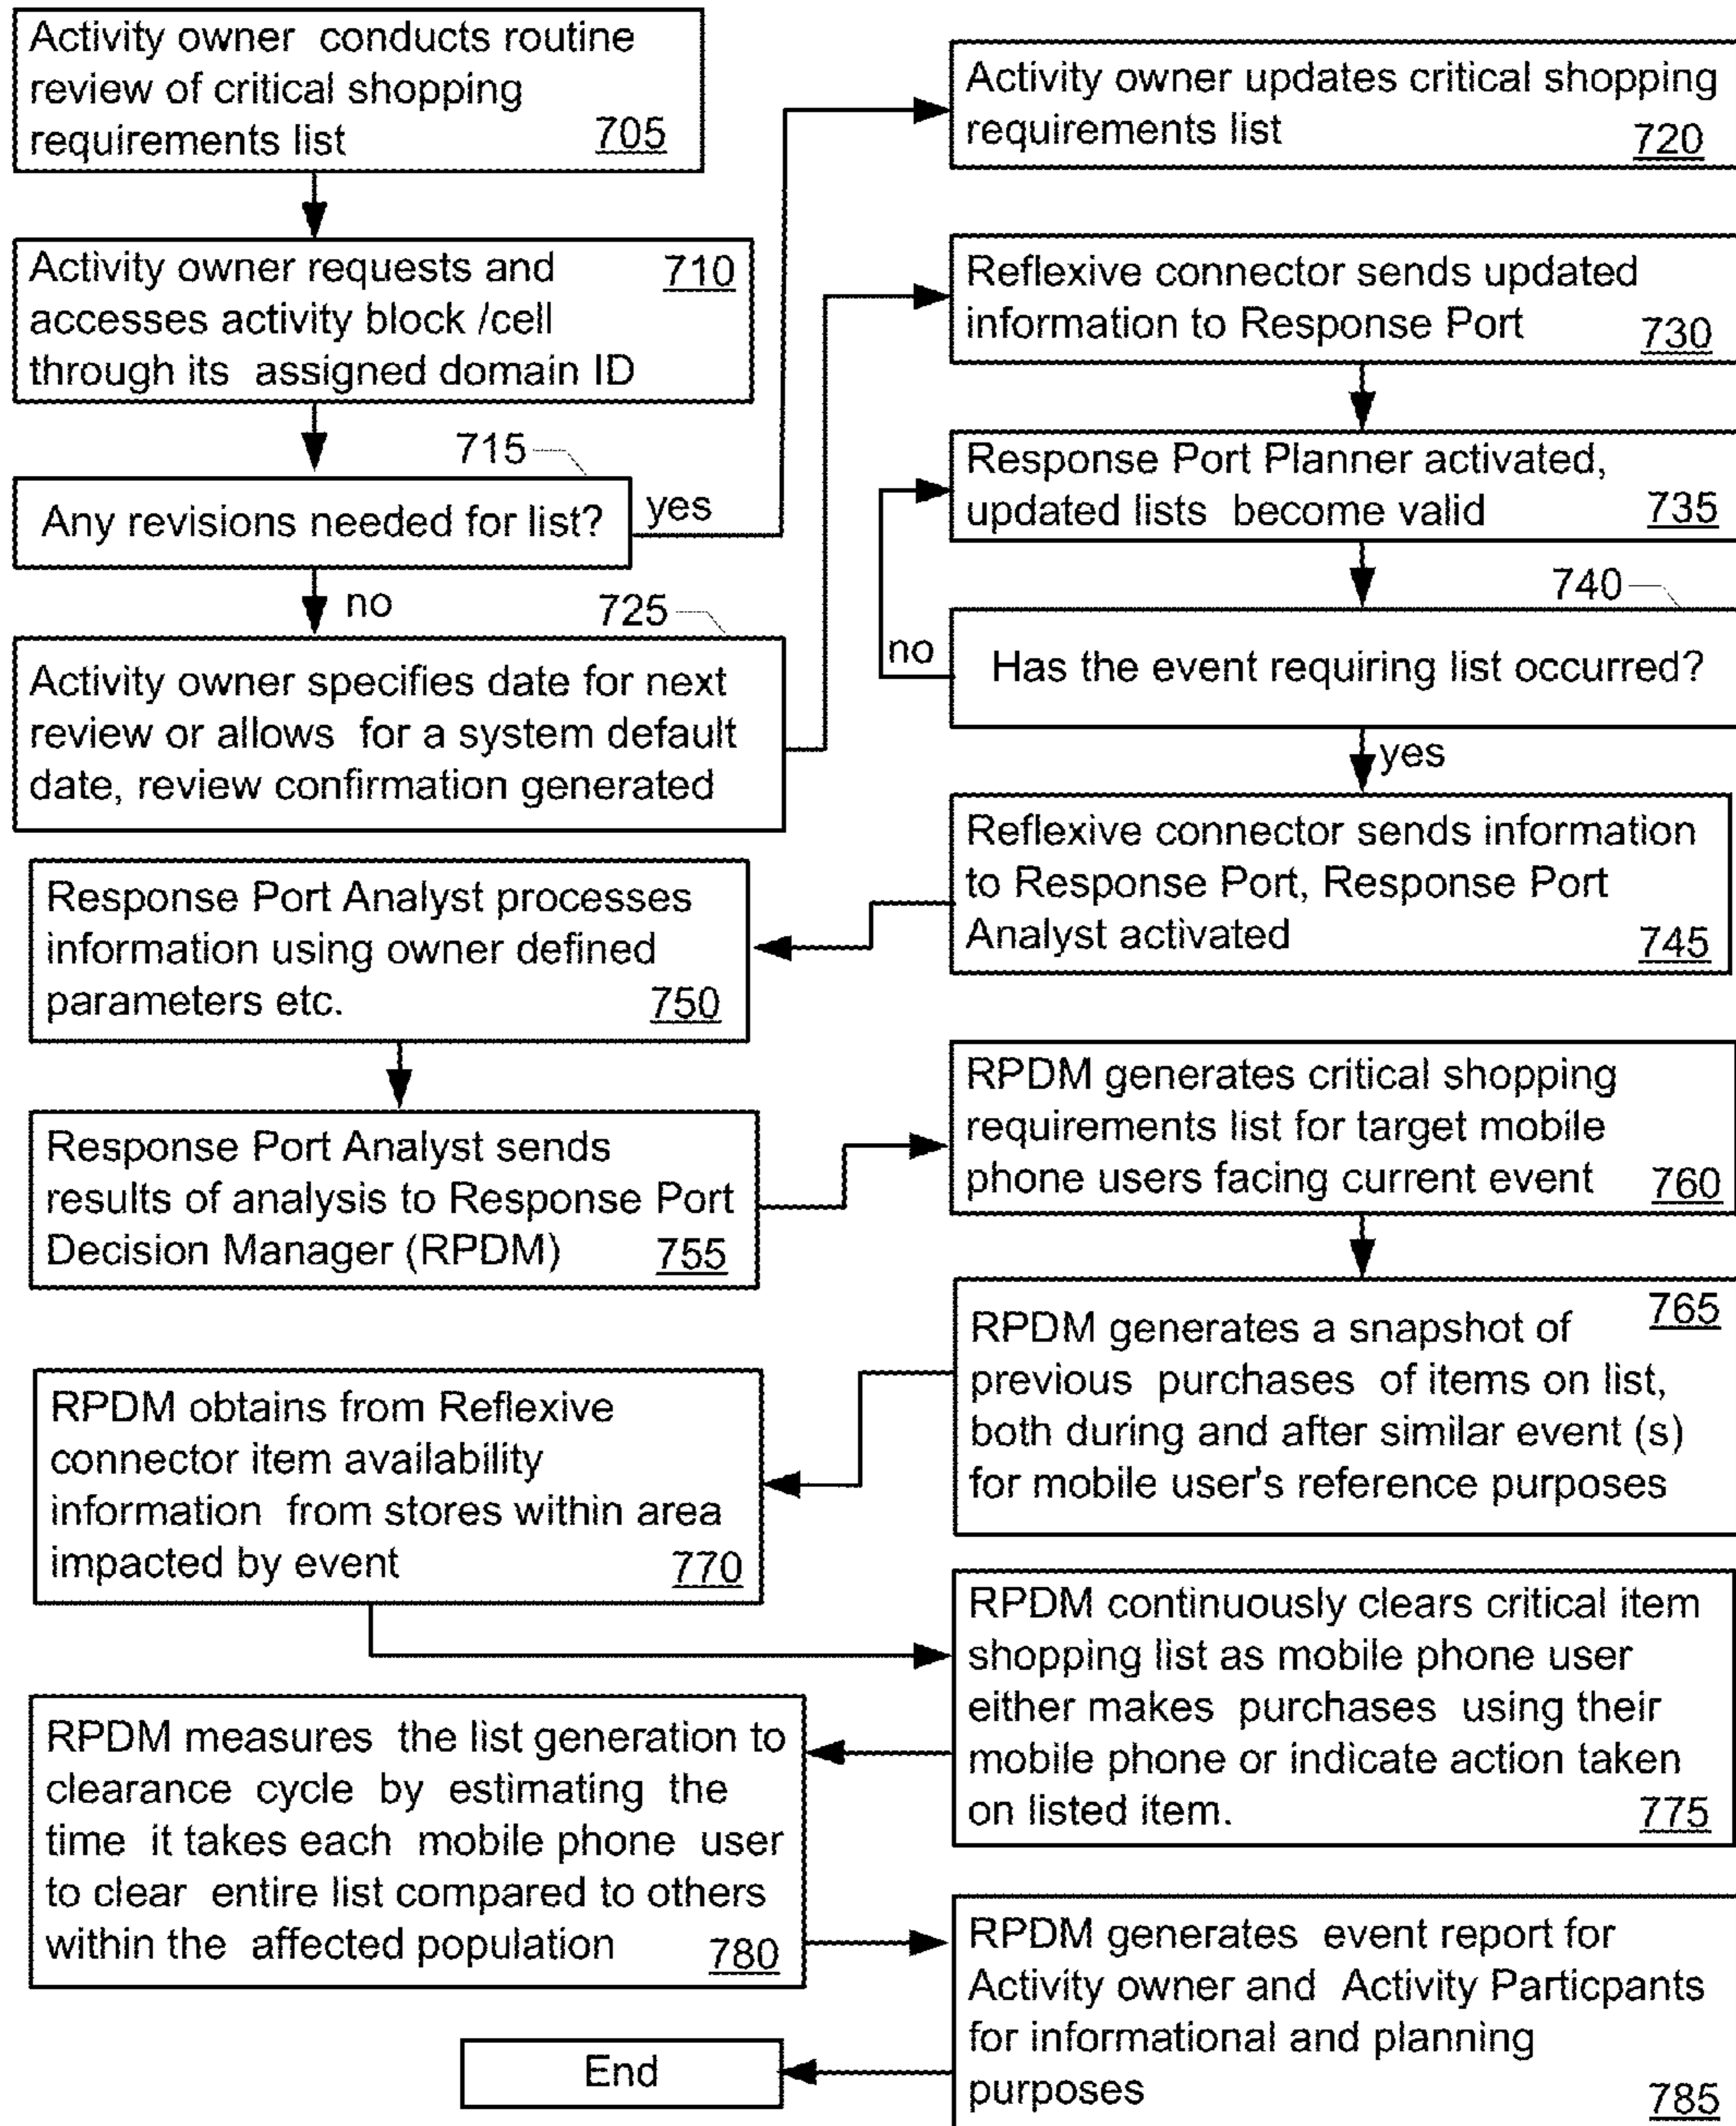 Activity owner conducts routine
review of critical shopping
requirements list 705
Activity owner requests and 710
accesses activity block /cell
through its assigned domain ID
715
Any revisions needed for list?
yes
no
Activity owner updates critical shopping
requirements list 720
725
Activity owner specifies date for next
review or allows for a system default
date, review confirmation generated
Reflexive connector sends updated
information to Response Port 730
Response Port Planner activated,
updated lists become valid 735
740
Has the event requiring list occurred?
no
yes
Reflexive connector sends information
to Response Port, Response Port
Analyst activated 745
Response Port Analyst processes
information using owner defined
parameters etc. 750
Response Port Analyst sends
results of analysis to Response Port
Decision Manager (RPDM) 755
RPDM generates critical shopping
requirements list for target mobile
phone users facing current event 760
765
RPDM generates a snapshot of
previous purchases of items on list,
both during and after similar event (s)
for mobile user's reference purposes
RPDM obtains from Reflexive
connector item availability
information from stores within area
impacted by event 770
RPDM continuously clears critical item
shopping list as mobile phone user
either makes purchases using their
mobile phone or indicate action taken
on listed item. 775
RPDM measures the list generation to
clearance cycle by estimating the
time it takes each mobile phone user
to clear entire list compared to others
within the affected population 780
RPDM generates event report for
Activity owner and Activity Particpants
for informational and planning
purposes 785
End